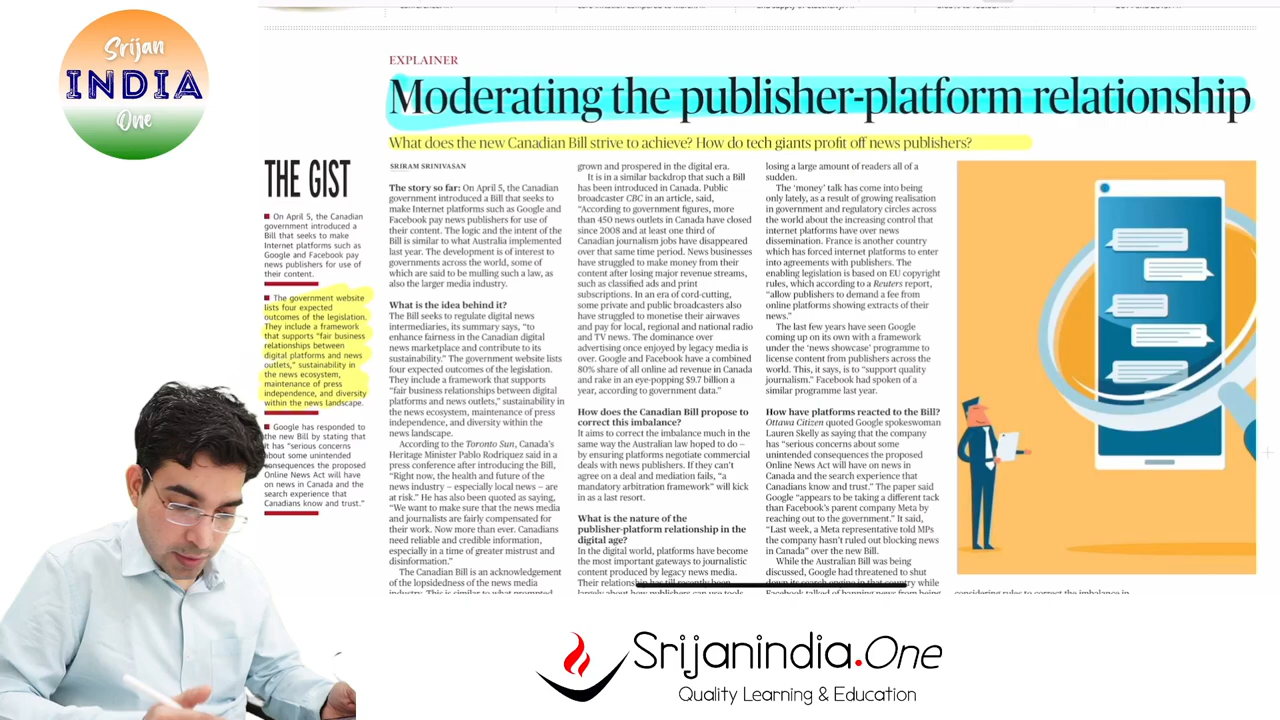 Srijan
INDIA
One
EXPLAINER
Moderating the publisher-platform relationship
What does the new Canadian Bill strive to achieve? How do tech giants profit off news publishers?
THE GIST
On April 5, the Canadian
government introduced a
Bill that seeks to make
Internet platforms such as
Google and Facebook pay
news publishers for use of
their content.
The government website
lists four expected
outcomes of the legislation.
They include a framework
that supports “fair business
relationships between
digital platforms and news
outlets,” sustainability in
the news ecosystem,
maintenance of press
independence, and diversity
within the news landscape.
Google has responded to
the new Bill by stating that
it has “serious concerns
about some unintended
consequences the proposed
Online News Act will have
on news in Canada and the
search experience that
Canadians know and trust.”
SRIRAM SRINIVASAN
The story so far: On April 5, the Canadian
government introduced a Bill that seeks to
make Internet platforms such as Google and
Facebook pay news publishers for use of
their content. The logic and the intent of the
Bill is similar to what Australia implemented
last year. The development is of interest to
governments across the world, some of
which are said to be mulling such a law, as
also the larger media industry.
What is the idea behind it?
The Bill seeks to regulate digital news
intermediaries, its summary says, “to
enhance fairness in the Canadian digital
news marketplace and contribute to its
sustainability.” The government website lists
four expected outcomes of the legislation.
They include a framework that supports
“fair business relationships between digital
platforms and news outlets,” sustainability in
the news ecosystem, maintenance of press
independence, and diversity within the
news landscape.
According to the Toronto Sun, Canada’s
Heritage Minister Pablo Rodriquez said in a
press conference after introducing the Bill,
“Right now, the health and future of the
news industry – especially local news – are
at risk.” He has also been quoted as saying,
“We want to make sure that the news media
and journalists are fairly compensated for
their work. Now more than ever. Canadians
need reliable and credible information,
especially in a time of greater mistrust and
disinformation.”
The Canadian Bill is an acknowledgement
of the lopsidedness of the news media
industry. This is similar to what prompted
grown and prospered in the digital era.
It is in a similar backdrop that such a Bill
has been introduced in Canada. Public
broadcaster CBC in an article, said,
“According to government figures, more
than 450 news outlets in Canada have closed
since 2008 and at least one third of
Canadian journalism jobs have disappeared
over that same time period. News businesses
have struggled to make money from their
content after losing major revenue streams,
such as classified ads and print
subscriptions. In an era of cord-cutting,
some private and public broadcasters also
have struggled to monetise their airwaves
and pay for local, regional and national radio
and TV news. The dominance over
advertising once enjoyed by legacy media is
over. Google and Facebook have a combined
80% share of all online ad revenue in Canada
and rake in an eye-popping $9.7 billion a
year, according to government data.”
How does the Canadian Bill propose to
correct this imbalance?
It aims to correct the imbalance much in the
same way the Australian law hoped to do –
by ensuring platforms negotiate commercial
deals with news publishers. If they can’t
agree on a deal and mediation fails, “a
mandatory arbitration framework” will kick
in as a last resort.
What is the nature of the
publisher-platform relationship in the
digital age?
In the digital world, platforms have become
the most important gateways to journalistic
content produced by legacy news media.
Their relationship has till recently been
largely about how publishers can use tools
losing a large amount of readers all of a
sudden.
The ‘money’ talk has come into being
only lately, as a result of growing realisation
in government and regulatory circles across
the world about the increasing control that
internet platforms have over news
dissemination. France is another country
which has forced internet platforms to enter
into agreements with publishers. The
enabling legislation is based on EU copyright
rules, which according to a Reuters report,
“allow publishers to demand a fee from
online platforms showing extracts of their
news.”
The last few years have seen Google
coming up on its own with a framework
under the ‘news showcase’ programme to
license content from publishers across the
world. This, it says, is to “support quality
journalism.” Facebook had spoken of a
similar programme last year.
How have platforms reacted to the Bill?
Ottawa Citizen quoted Google spokeswoman
Lauren Skelly as saying that the company
has “serious concerns about some
unintended consequences the proposed
Online News Act will have on news in
Canada and the search experience that
Canadians know and trust.” The paper said
Google “appears to be taking a different tack
than Facebook’s parent company Meta by
reaching out to the government.” It said,
“Last week, a Meta representative told MPs
the company hasn’t ruled out blocking news
in Canada” over the new Bill.
While the Australian Bill was being
discussed, Google had threatened to shut
down its search engine in that country while
Facebook talked of banning news from being
considering rules to correct the imbalance in
Srijanindia.One
Quality Learning & Education